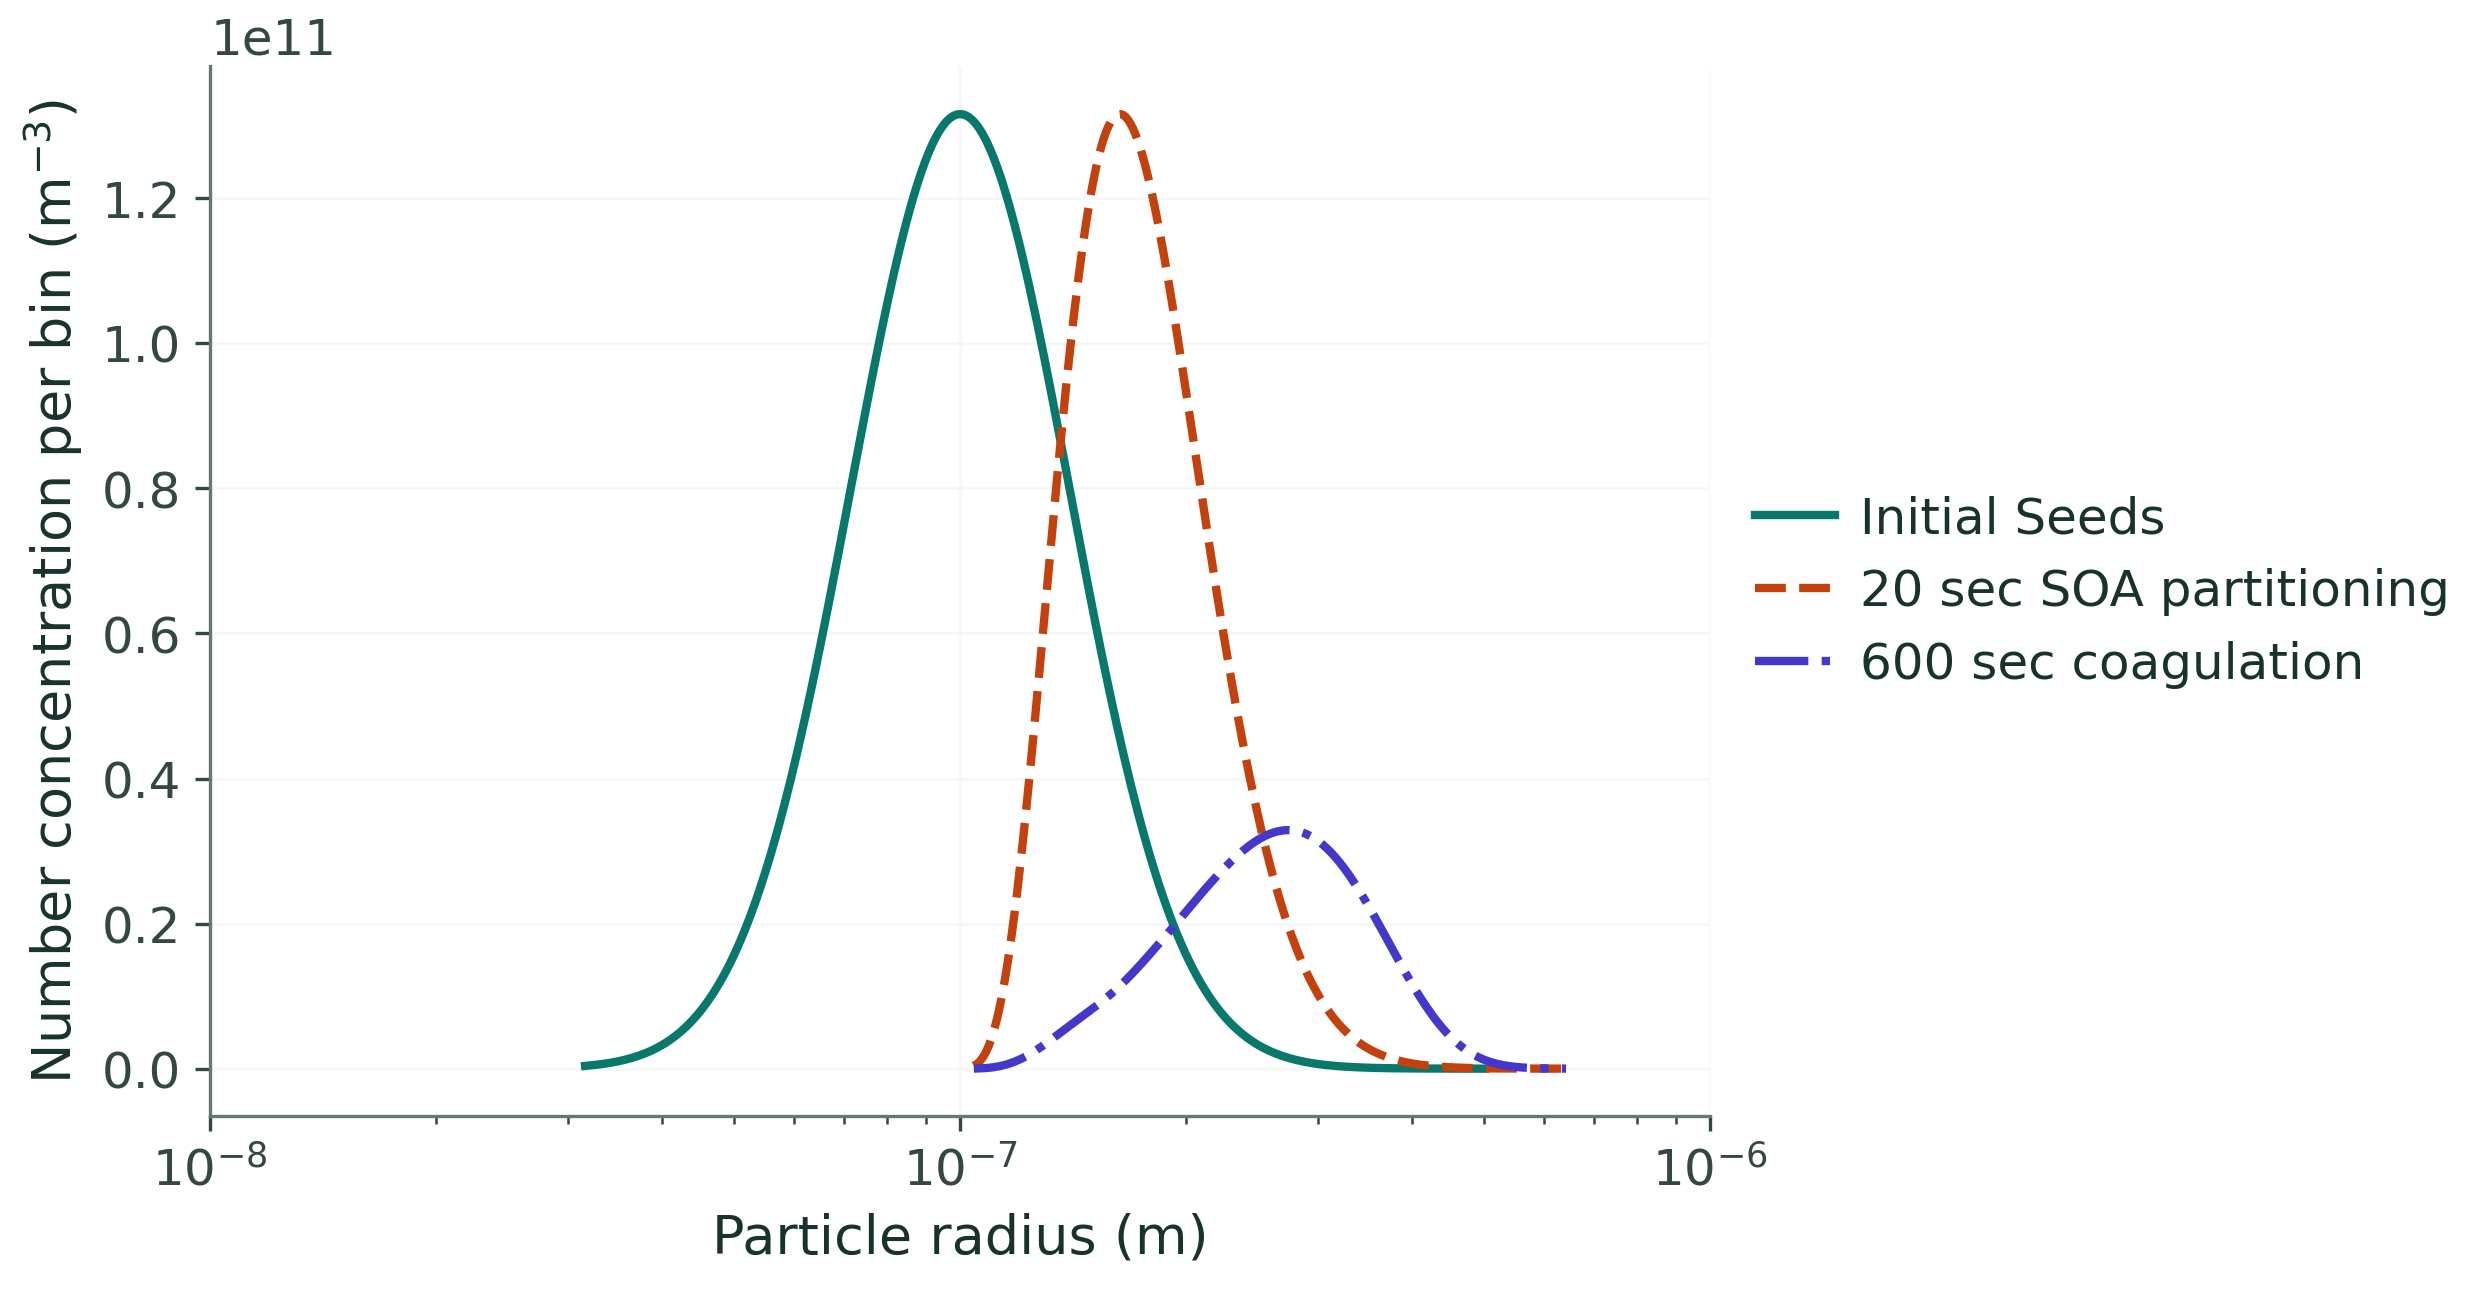 1e11
Number concentration per bin (m⁻³)
1.2
1.0
0.8
0.6
0.4
0.2
0.0
10⁻⁸ 10⁻⁷ 10⁻⁶
Particle radius (m)
Initial Seeds
20 sec SOA partitioning
600 sec coagulation